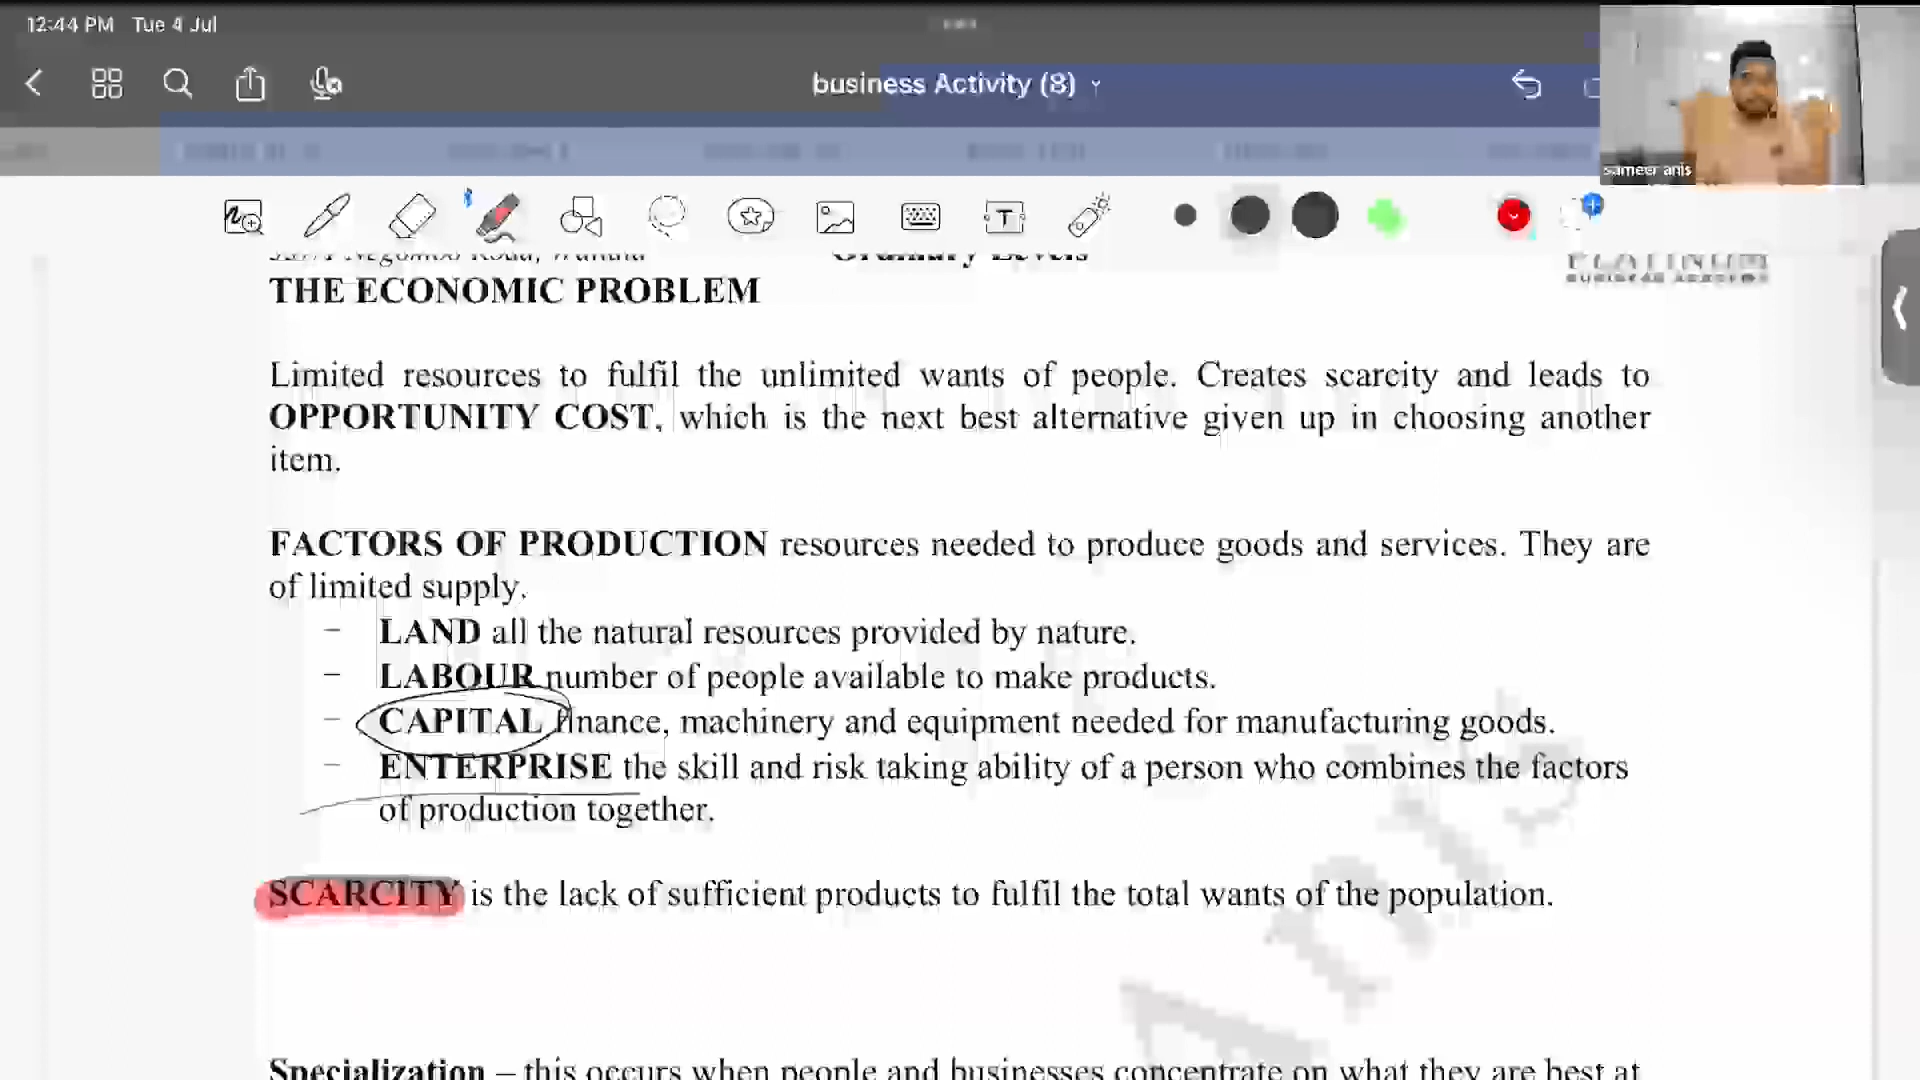 12:44 PM Tue 4 Jul
business Activity (8)
sameer anis
T
Ordinary Levels
PLATINUM
BUSINESS ACADEMY
THE ECONOMIC PROBLEM
Limited resources to fulfil the unlimited wants of people. Creates scarcity and leads to
OPPORTUNITY COST, which is the next best alternative given up in choosing another
item.
FACTORS OF PRODUCTION resources needed to produce goods and services. They are
of limited supply.
– LAND all the natural resources provided by nature.
– LABOUR number of people available to make products.
– CAPITAL finance, machinery and equipment needed for manufacturing goods.
– ENTERPRISE the skill and risk taking ability of a person who combines the factors
of production together.
SCARCITY is the lack of sufficient products to fulfil the total wants of the population.
Anis
Specialization – this occurs when people and businesses concentrate on what they are best at